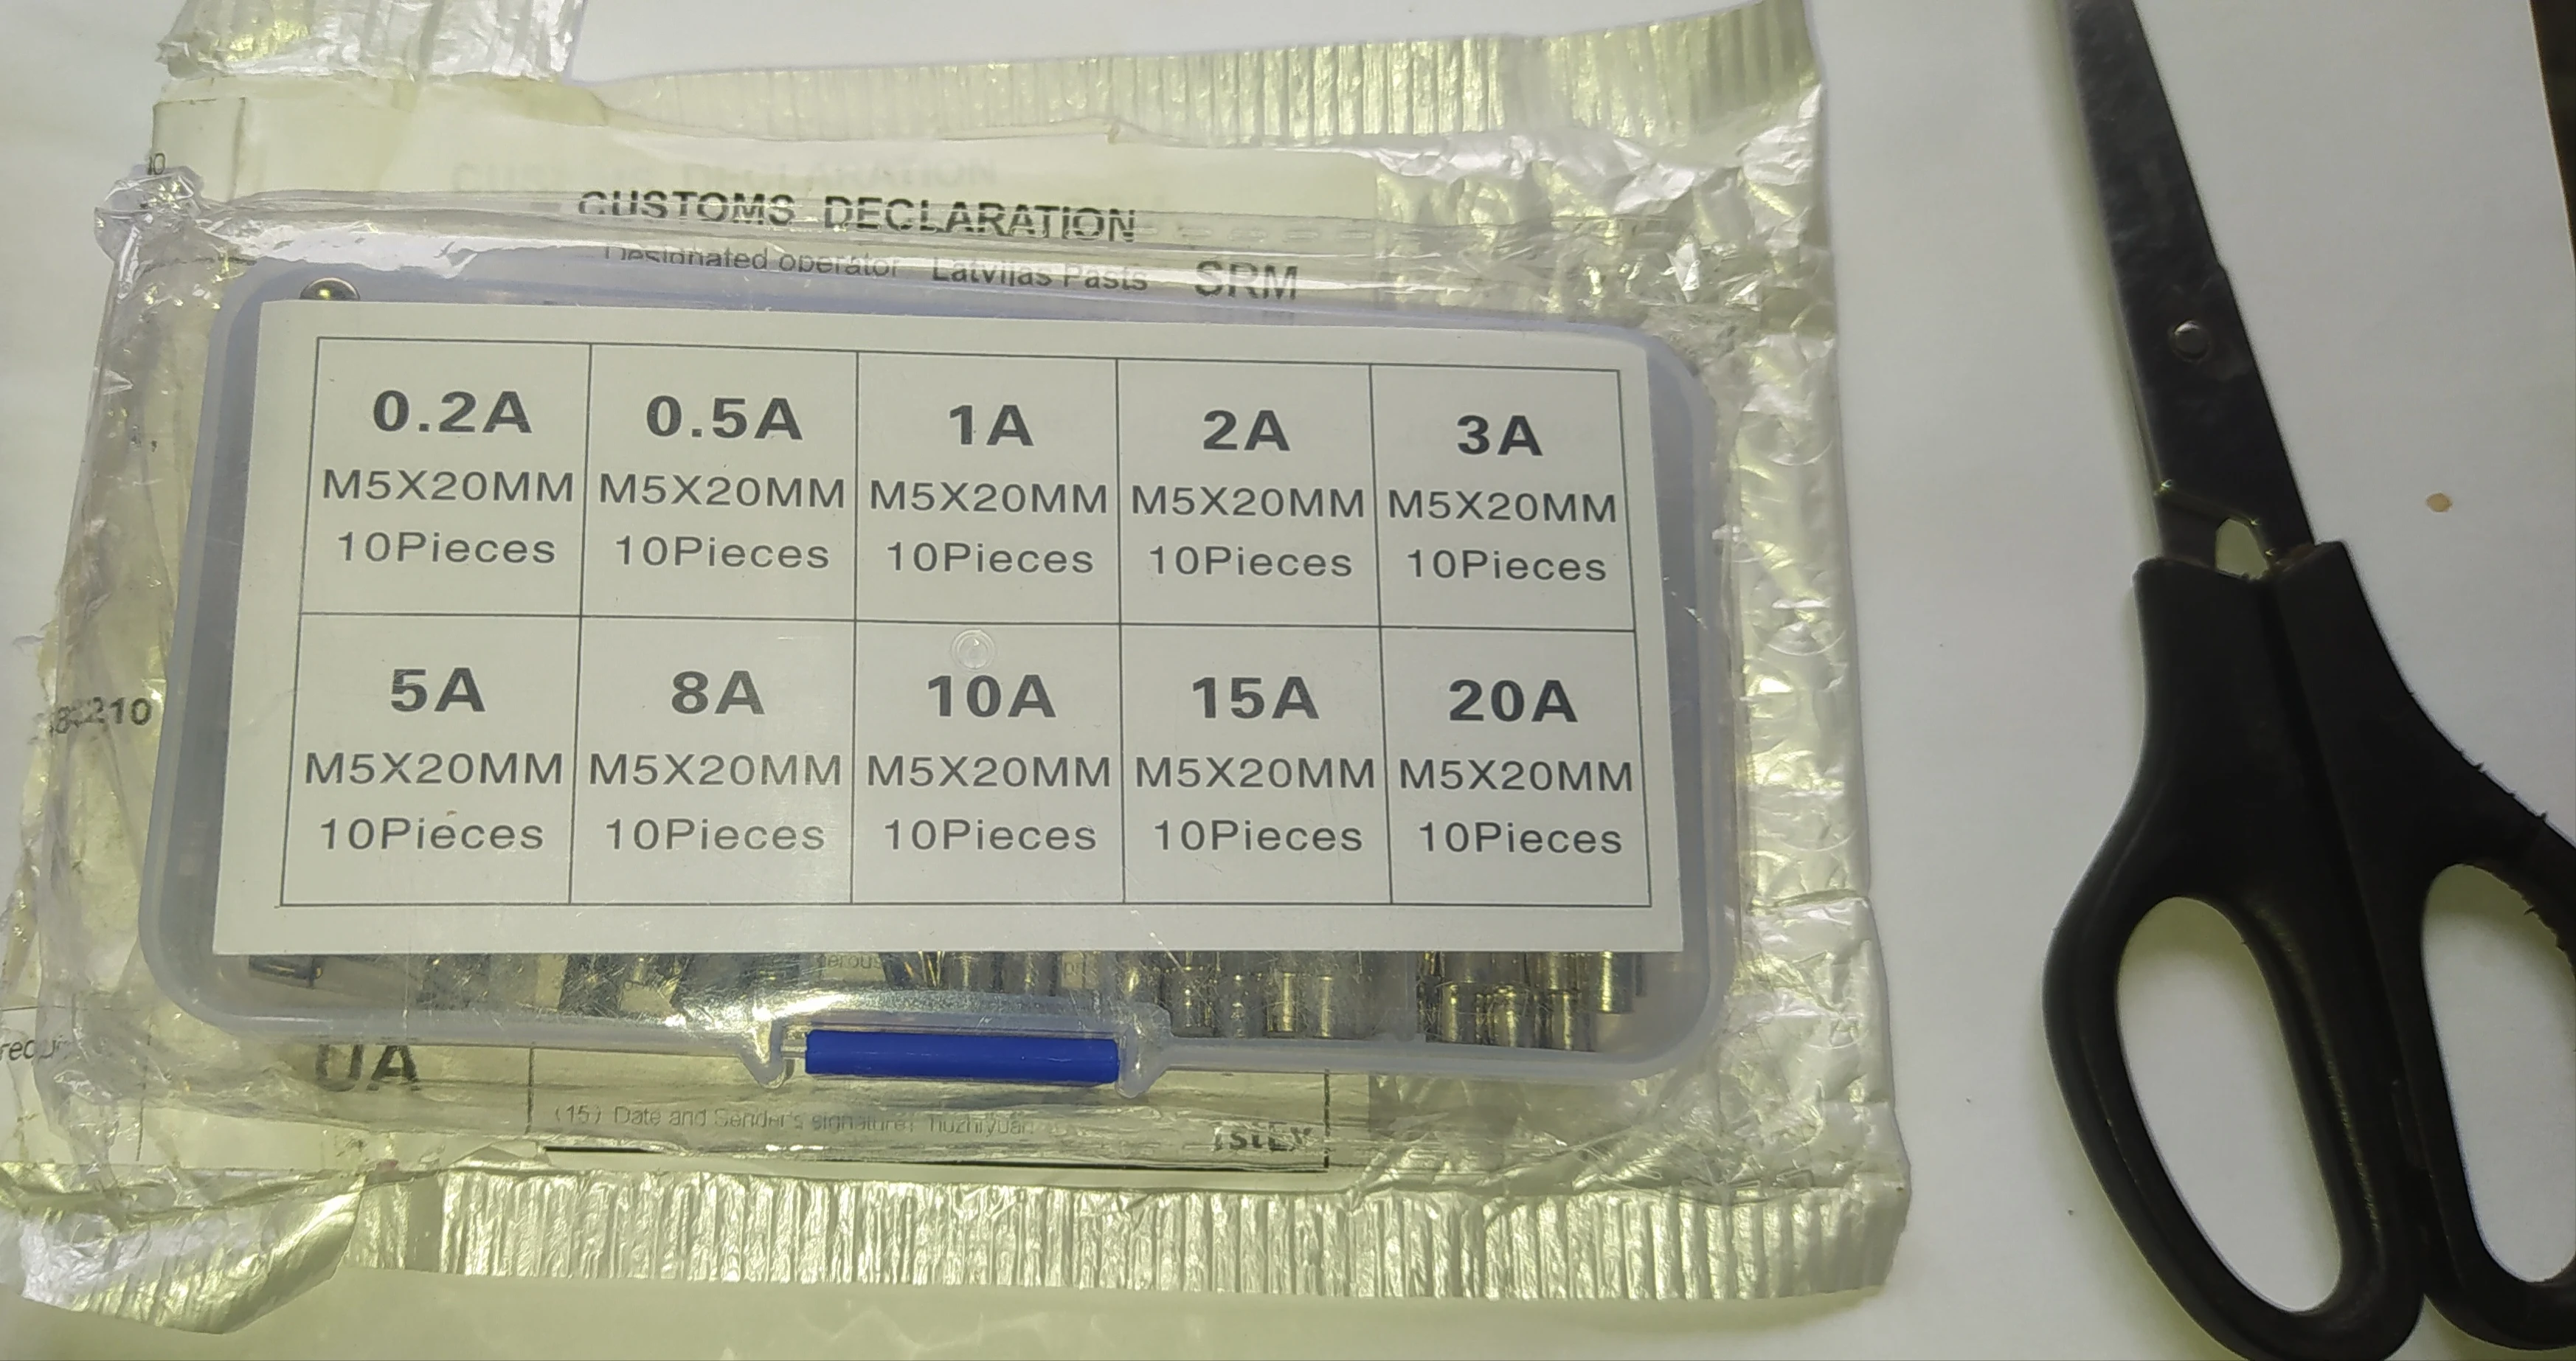 CUSTOMS DECLARATION
Designated operator Latvijas Pasts SRM
0.2A 0.5A 1A 2A 3A
M5X20MM M5X20MM M5X20MM M5X20MM M5X20MM
10Pieces 10Pieces 10Pieces 10Pieces 10Pieces
5A 8A 10A 15A 20A
M5X20MM M5X20MM M5X20MM M5X20MM M5X20MM
10Pieces 10Pieces 10Pieces 10Pieces 10Pieces
UA
(15) Date and Sender's signature: huzhiyuan